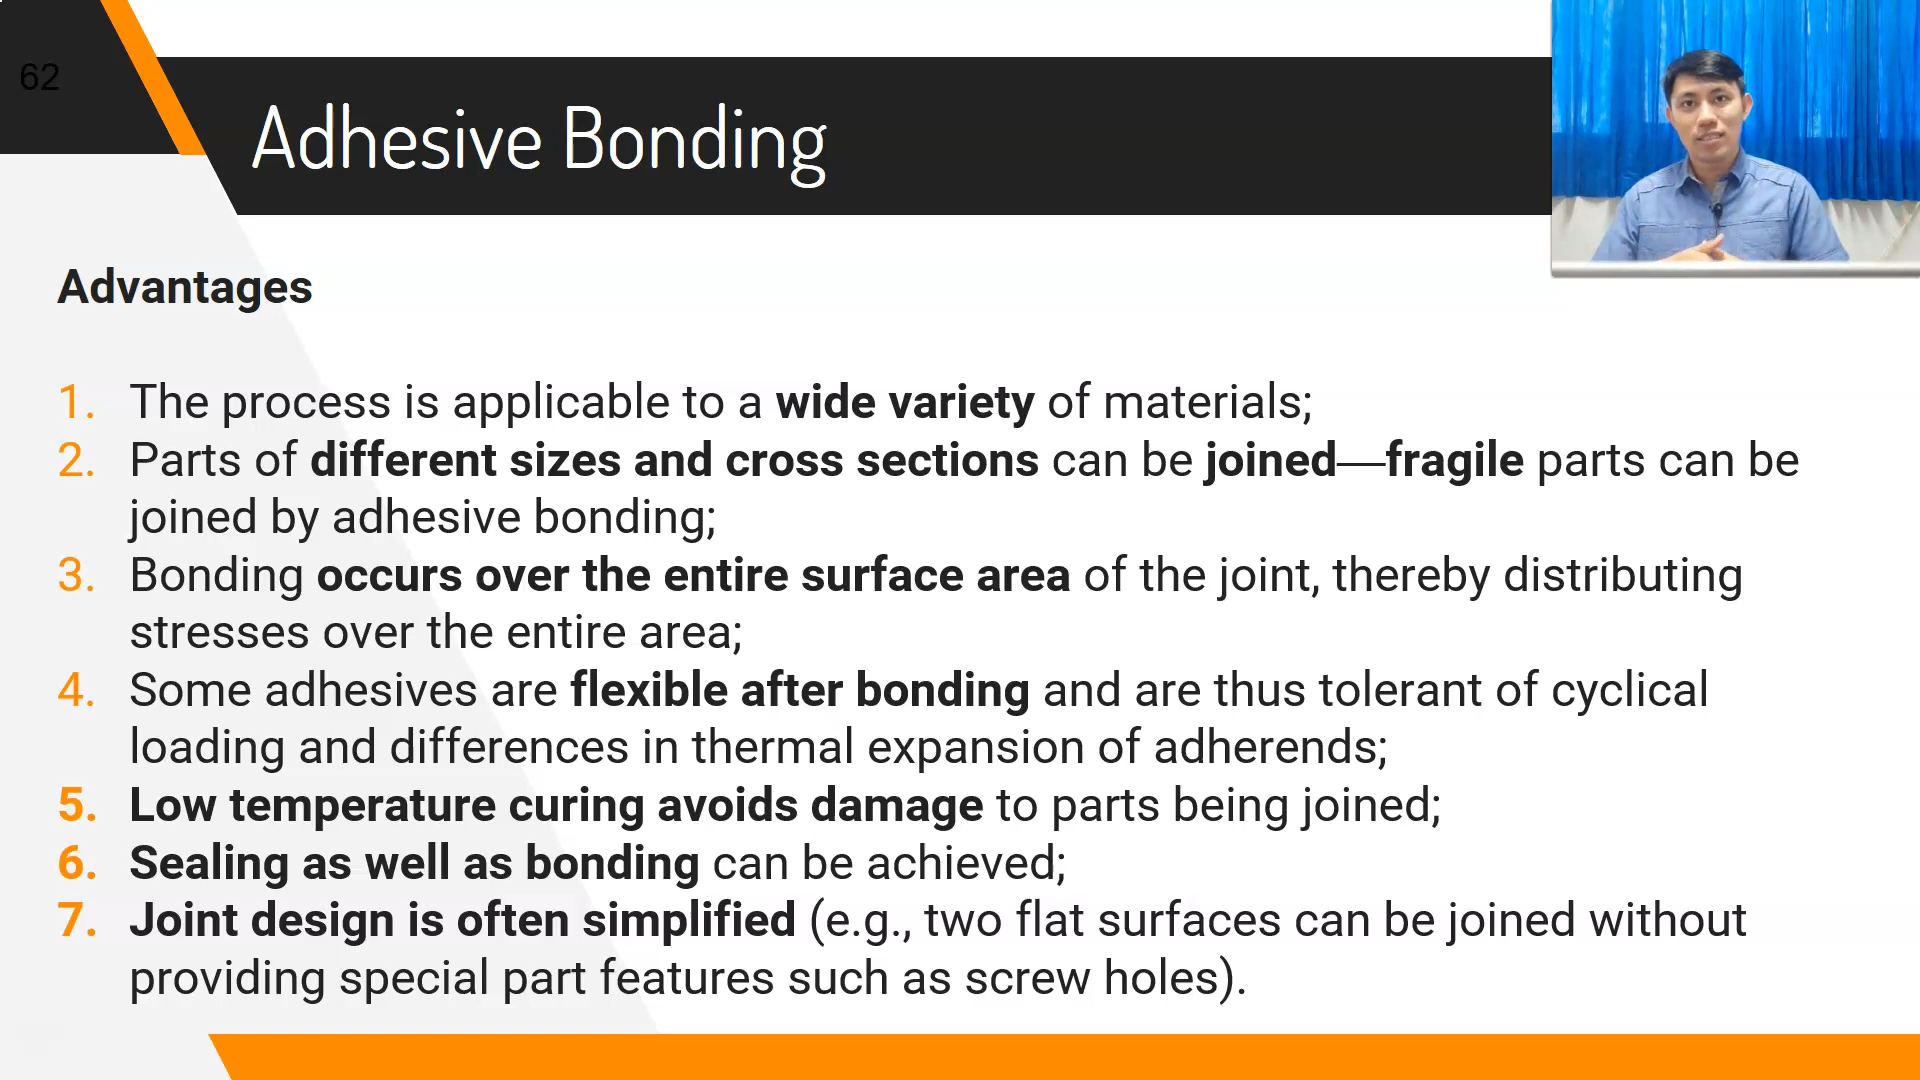 62
Adhesive Bonding
Advantages
1. The process is applicable to a wide variety of materials;
2. Parts of different sizes and cross sections can be joined—fragile parts can be
joined by adhesive bonding;
3. Bonding occurs over the entire surface area of the joint, thereby distributing
stresses over the entire area;
4. Some adhesives are flexible after bonding and are thus tolerant of cyclical
loading and differences in thermal expansion of adherends;
5. Low temperature curing avoids damage to parts being joined;
6. Sealing as well as bonding can be achieved;
7. Joint design is often simplified (e.g., two flat surfaces can be joined without
providing special part features such as screw holes).